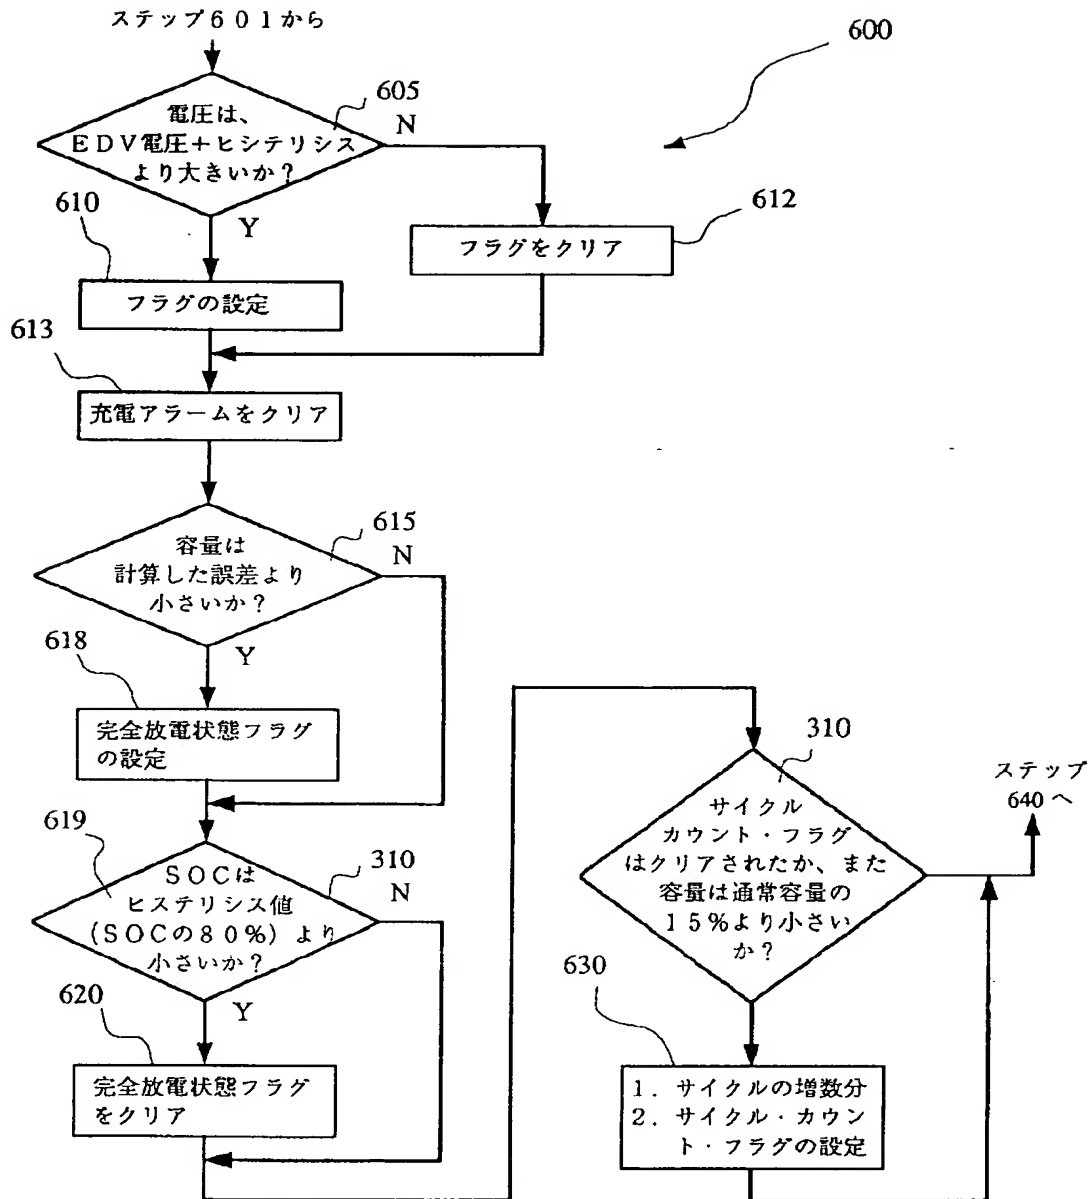 ステップ６０１から
600
605
電圧は、
ＥＤＶ電圧＋ヒシテリシス
より大きいか？
N
Y
610
612
フラグをクリア
フラグの設定
613
充電アラームをクリア
615
容量は
計算した誤差より
小さいか？
N
Y
618
完全放電状態フラグ
の設定
619
310
ＳＯＣは
ヒステリシス値
(ＳＯＣの８０％) より
小さいか？
N
Y
620
完全放電状態フラグ
をクリア
310
サイクル
カウント・フラグ
はクリアされたか、また
容量は通常容量の
１５％より小さい
か？
ステップ
640 へ
630
１．サイクルの増数分
２．サイクル・カウン
ト・フラグの設定